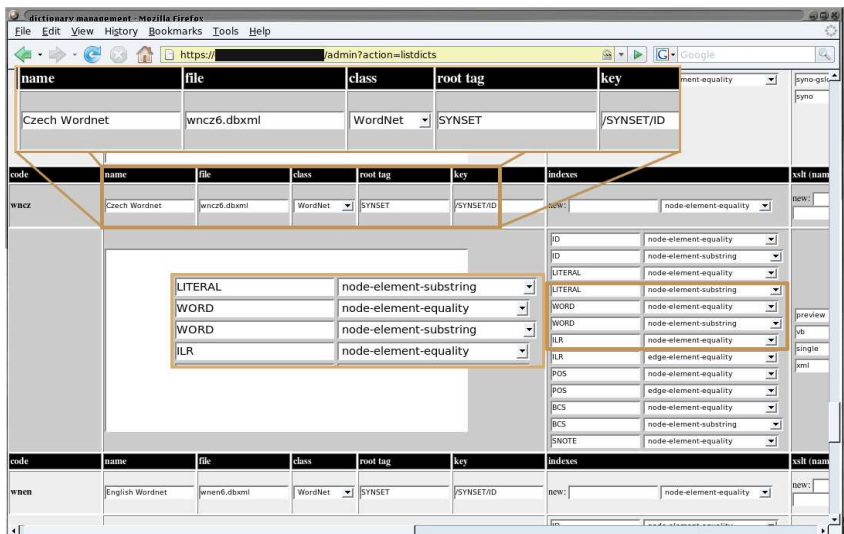 dictionary management - Mozilla Firefox
File Edit View History Bookmarks Tools Help
https:// /admin?action=listdicts
G Google
name file class root tag key
ment-equality syno-gslo
syno
Czech Wordnet wncz6.dbxml WordNet SYNSET /SYNSET/ID
code name file class root tag key indexes xslt (nam
wncz Czech Wordnet wncz6.dbxml WordNet SYNSET /SYNSET/ID new: node-element-equality new:
ID node-element-equality
ID node-element-substring
LITERAL node-element-equality
LITERAL node-element-substring
WORD node-element-equality
WORD node-element-substring
ILR node-element-equality
ILR edge-element-equality
POS node-element-equality
POS edge-element-equality
BCS node-element-equality
BCS node-element-substring
SNOTE node-element-equality
LITERAL node-element-substring
WORD node-element-equality
WORD node-element-substring
ILR node-element-equality
preview
vb
single
xml
code name file class root tag key indexes xslt (nam
wnen English Wordnet wnen6.dbxml WordNet SYNSET /SYNSET/ID new: node-element-equality new: